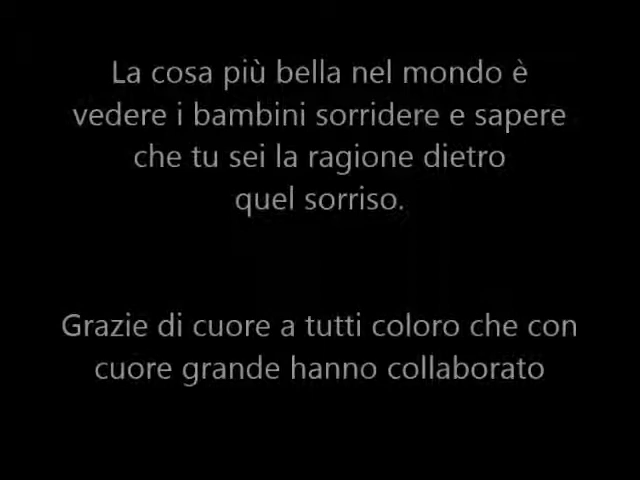 La cosa più bella nel mondo è
vedere i bambini sorridere e sapere
che tu sei la ragione dietro
quel sorriso.
Grazie di cuore a tutti coloro che con
cuore grande hanno collaborato